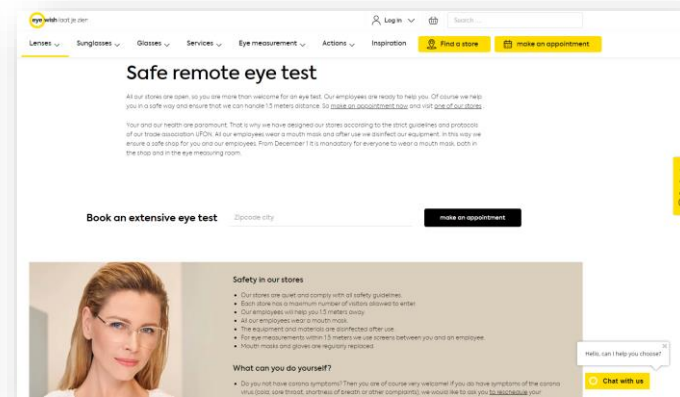 eye wish laat je zien
Log in
Search ...
Lenses Sunglasses Glasses Services Eye measurement Actions Inspiration Find a store make an appointment
Safe remote eye test
All our stores are open, so you are more than welcome for an eye test. Our employees are ready to help you. Of course we help
you in a safe way and ensure that we can handle 1.5 meters distance. So make an appointment now and visit one of our stores.
Your and our health are paramount. That is why we have designed our stores according to the strict guidelines and protocols
of our trade association UFON. All our employees wear a mouth mask and after use we disinfect our equipment. In this way we
ensure a safe shop for you and our employees. From December 1 it is mandatory for everyone to wear a mouth mask, both in
the shop and in the eye measuring room.
Book an extensive eye test Zipcode city make an appointment
Safety in our stores
Our stores are quiet and comply with all safety guidelines.
Each store has a maximum number of visitors allowed to enter.
Our employees will help you 1.5 meters away.
All our employees wear a mouth mask.
The equipment and materials are disinfected after use.
For eye measurements within 1.5 meters we use screens between you and an employee.
Mouth masks and gloves are regularly replaced.
What can you do yourself?
Do you not have corona symptoms? Then you are of course very welcome! If you do have symptoms of the corona
virus (cold, sore throat, shortness of breath or other complaints), we would like to ask you to reschedule your
Hello, can I help you choose?
Chat with us